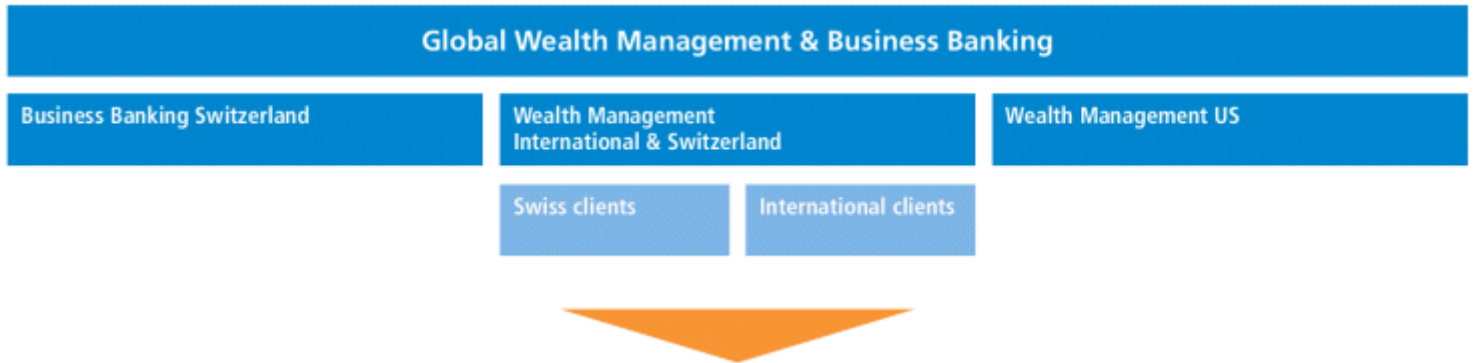 Global Wealth Management & Business Banking
Business Banking Switzerland
Wealth Management
International & Switzerland
Wealth Management US
Swiss clients
International clients